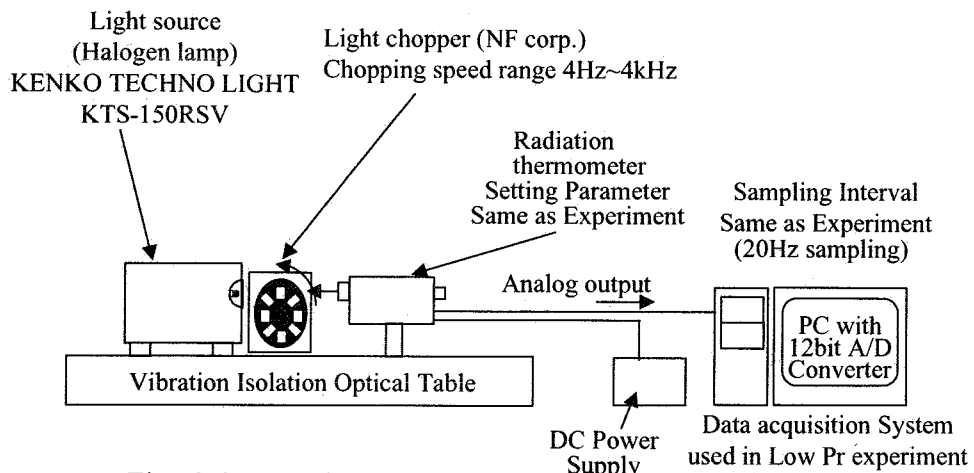 Light source
(Halogen lamp)
KENKO TECHNO LIGHT
KTS-150RSV
Light chopper (NF corp.)
Chopping speed range 4Hz~4kHz
Radiation
thermometer
Setting Parameter
Same as Experiment
Sampling Interval
Same as Experiment
(20Hz sampling)
Analog output
PC with
12bit A/D
Converter
Vibration Isolation Optical Table
DC Power
Supply
Data acquisition System
used in Low Pr experiment